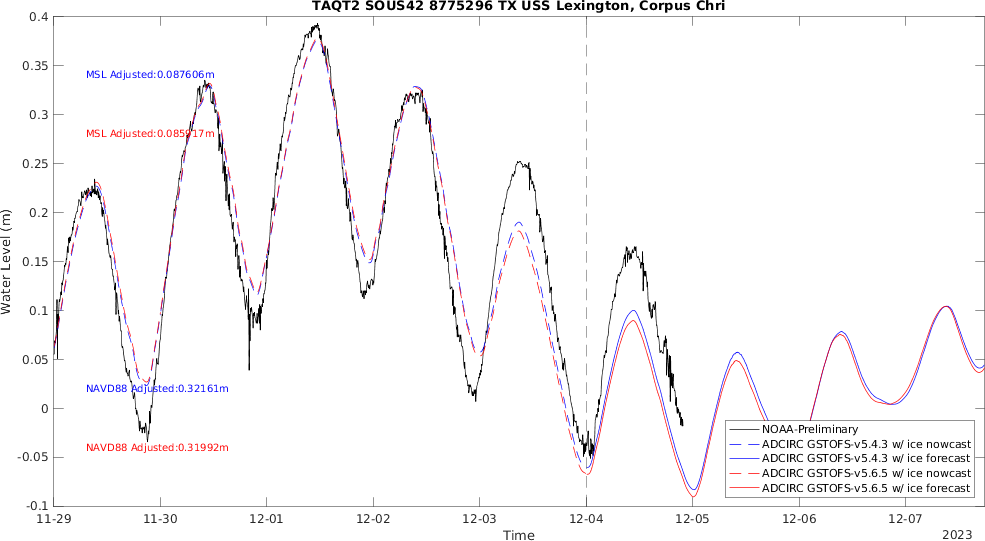 TAQT2 SOUS42 8775296 TX USS Lexington, Corpus Chri
0.4
0.35
0.3
0.25
0.2
0.15
0.1
0.05
0
-0.05
-0.1
Water Level (m)
MSL Adjusted:0.087606m
MSL Adjusted:0.085917m
NAVD88 Adjusted:0.32161m
NAVD88 Adjusted:0.31992m
NOAA-Preliminary
ADCIRC GSTOFS-v5.4.3 w/ ice nowcast
ADCIRC GSTOFS-v5.4.3 w/ ice forecast
ADCIRC GSTOFS-v5.6.5 w/ ice nowcast
ADCIRC GSTOFS-v5.6.5 w/ ice forecast
11-29 11-30 12-01 12-02 12-03 12-04 12-05 12-06 12-07
Time
2023